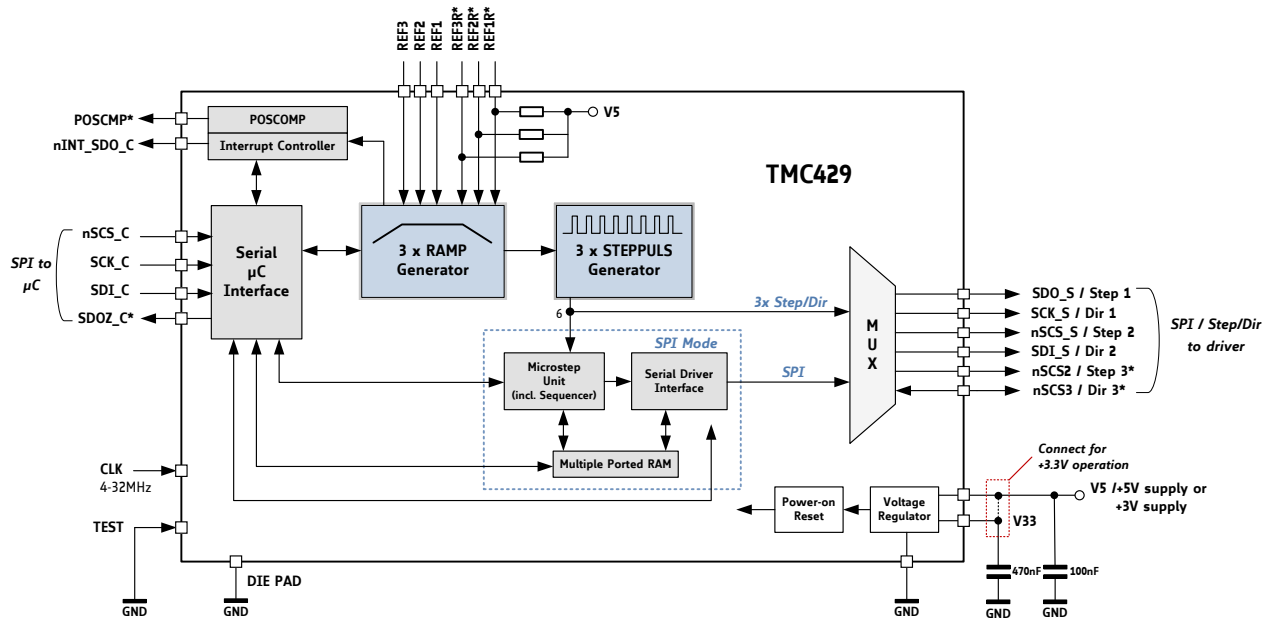 REF3
REF2
REF1
REF3R*
REF2R*
REF1R*
V5
POSCMP*
nINT_SDO_C
POSCOMP
Interrupt Controller
TMC429
SPI to
µC
nSCS_C
SCK_C
SDI_C
SDOZ_C*
Serial
µC
Interface
3 x RAMP
Generator
3 x STEPPULS
Generator
6
3x Step/Dir
SPI Mode
Microstep
Unit
(incl. Sequencer)
Serial Driver
Interface
SPI
Multiple Ported RAM
M
U
X
SDO_S / Step 1
SCK_S / Dir 1
nSCS_S / Step 2
SDI_S / Dir 2
nSCS2 / Step 3*
nSCS3 / Dir 3*
SPI / Step/Dir
to driver
Connect for
+3.3V operation
CLK
4-32MHz
TEST
Power-on
Reset
Voltage
Regulator
V5 /+5V supply or
+3V supply
V33
470nF
100nF
DIE PAD
GND
GND
GND
GND
GND